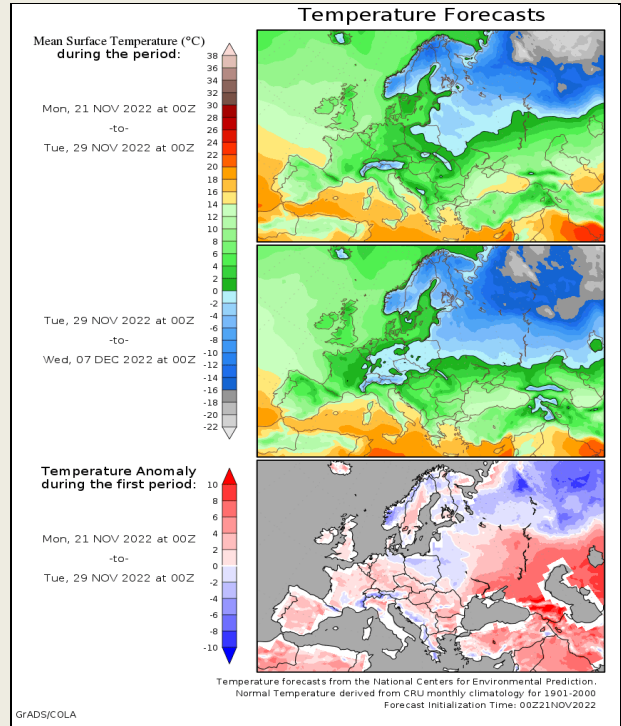 Temperature Forecasts
Mean Surface Temperature (°C)
during the period:
Mon, 21 NOV 2022 at 00Z
-to-
Tue, 29 NOV 2022 at 00Z
38
36
34
32
30
28
26
24
22
20
18
16
14
12
10
8
6
4
2
0
-2
-4
-6
-8
-10
-12
-14
-16
-18
-20
-22
Tue, 29 NOV 2022 at 00Z
-to-
Wed, 07 DEC 2022 at 00Z
Temperature Anomaly
during the first period:
Mon, 21 NOV 2022 at 00Z
-to-
Tue, 29 NOV 2022 at 00Z
10
8
6
4
2
0
-2
-4
-6
-8
-10
Temperature forecasts from the National Centers for Environmental Prediction.
Normal Temperature derived from CRU monthly climatology for 1901-2000
Forecast Initialization Time: 00Z21NOV2022
GrADS/COLA